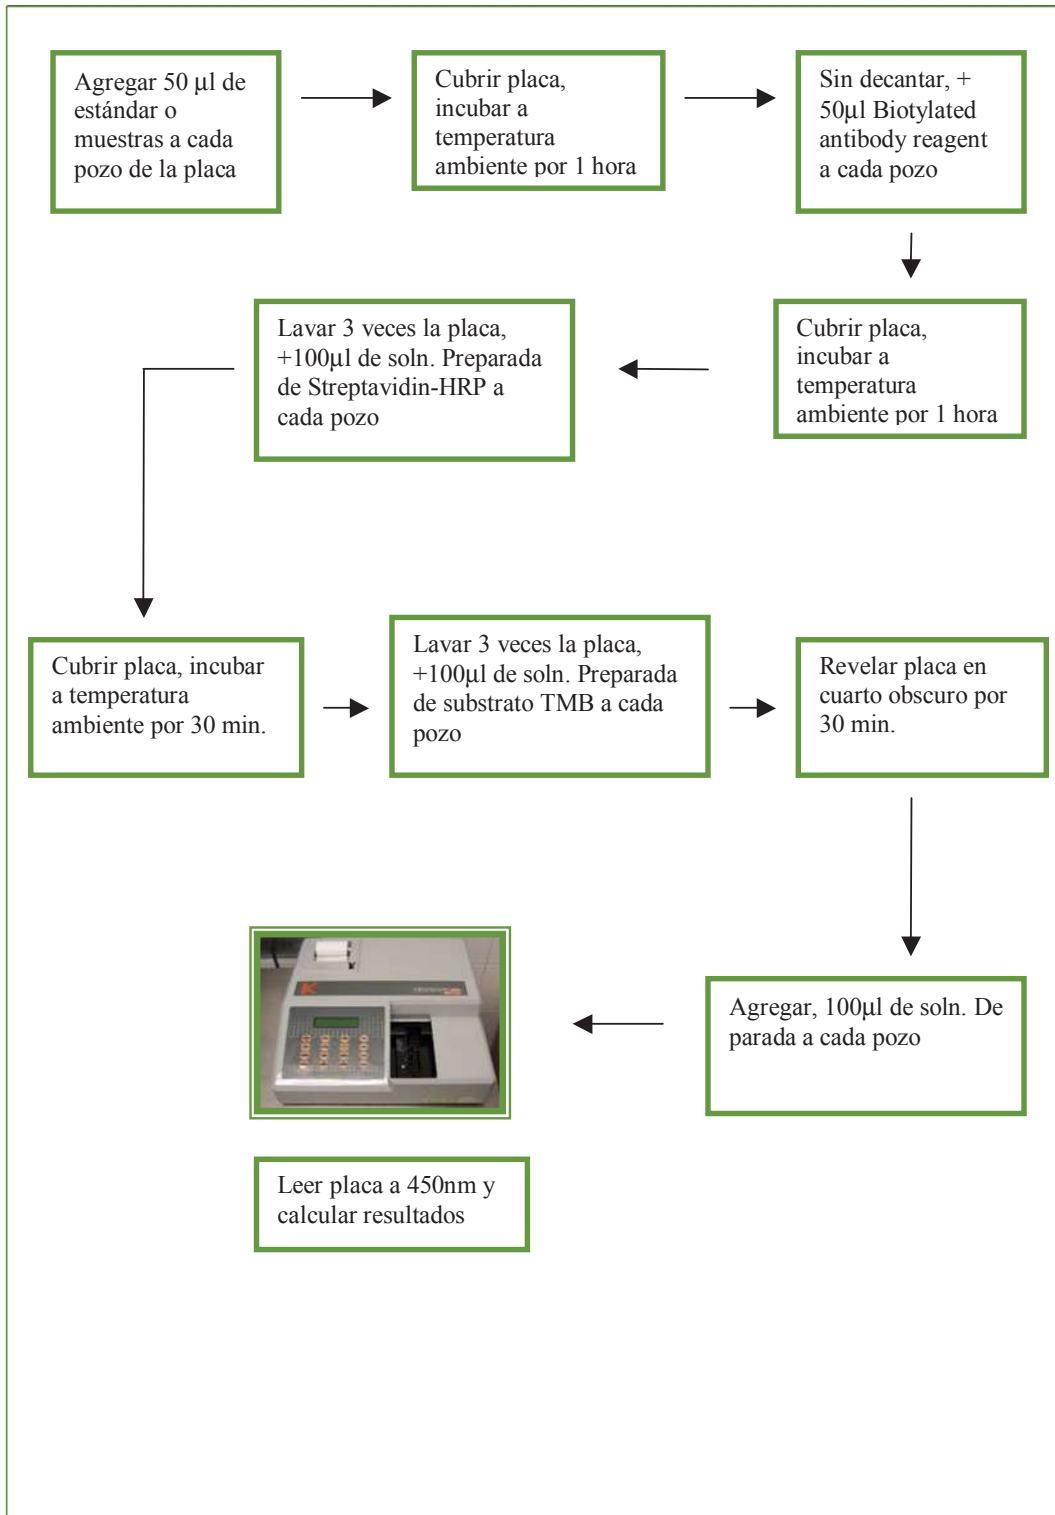 Agregar 50 µl de
estándar o
muestras a cada
pozo de la placa
Cubrir placa,
incubar a
temperatura
ambiente por 1 hora
Sin decantar, +
50µl Biotylated
antibody reagent
a cada pozo
Cubrir placa,
incubar a
temperatura
ambiente por 1 hora
Lavar 3 veces la placa,
+100µl de soln. Preparada
de Streptavidin-HRP a
cada pozo
Cubrir placa, incubar
a temperatura
ambiente por 30 min.
Lavar 3 veces la placa,
+100µl de soln. Preparada
de substrato TMB a cada
pozo
Revelar placa en
cuarto obscuro por
30 min.
Agregar, 100µl de soln. De
parada a cada pozo
K
Leer placa a 450nm y
calcular resultados